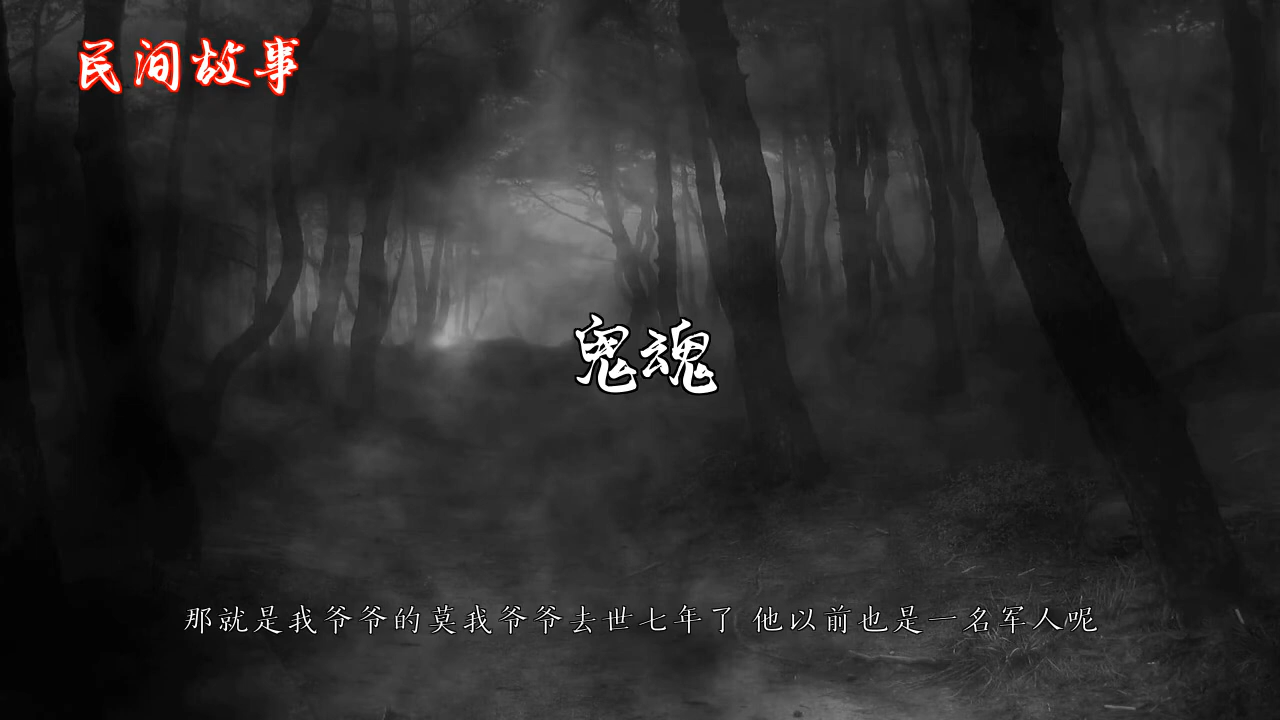 民间故事
鬼魂
那就是我爷爷的莫我爷爷去世七年了 他以前也是一名军人呢